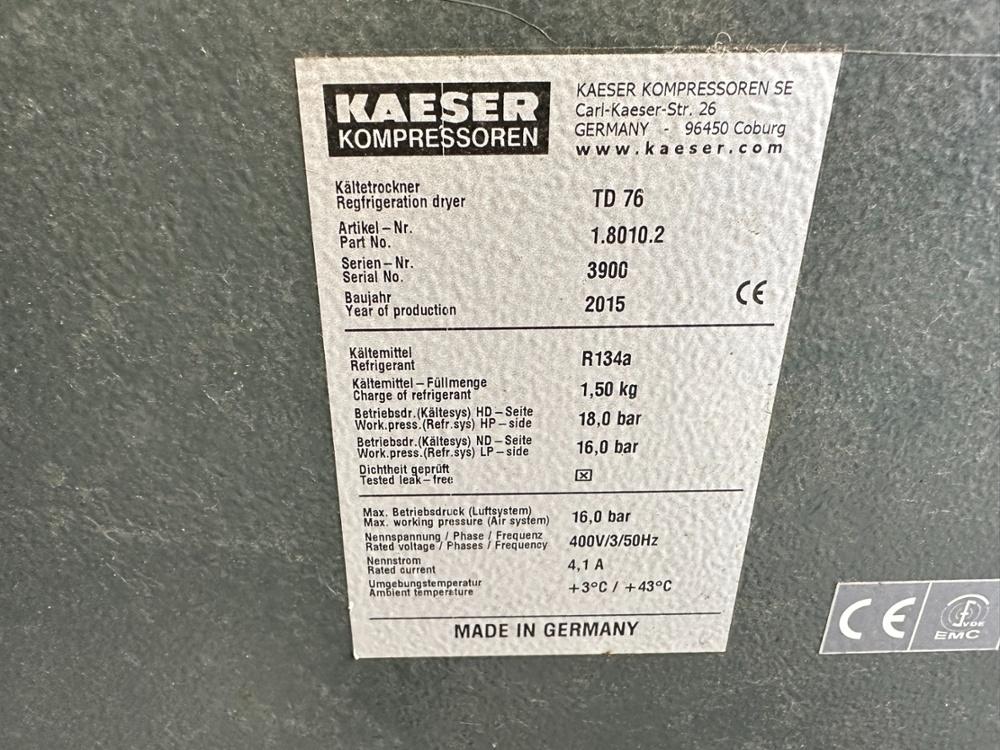 KAESER
KOMPRESSOREN
KAESER KOMPRESSOREN SE
Carl-Kaeser-Str. 26
GERMANY - 96450 Coburg
www.kaeser.com
Kältetrockner
Regfrigeration dryer
TD 76
Artikel – Nr.
Part No.
1.8010.2
Serien – Nr.
Serial No.
3900
Baujahr
Year of production
2015
CE
Kältemittel
Refrigerant
R134a
Kältemittel – Füllmenge
Charge of refrigerant
1,50 kg
Betriebsdr.(Kältesys) HD – Seite
Work.press.(Refr.sys) HP – side
18,0 bar
Betriebsdr.(Kältesys) ND – Seite
Work.press.(Refr.sys) LP – side
16,0 bar
Dichtheit geprüft
Tested leak – free
☒
Max. Betriebsdruck (Luftsystem)
Max. working pressure (Air system)
16,0 bar
Nennspannung / Phase / Frequenz
Rated voltage / Phases / Frequency
400V/3/50Hz
Nennstrom
Rated current
4,1 A
Umgebungstemperatur
Ambient temperature
+3°C / +43°C
MADE IN GERMANY
CE
VDE
EMC